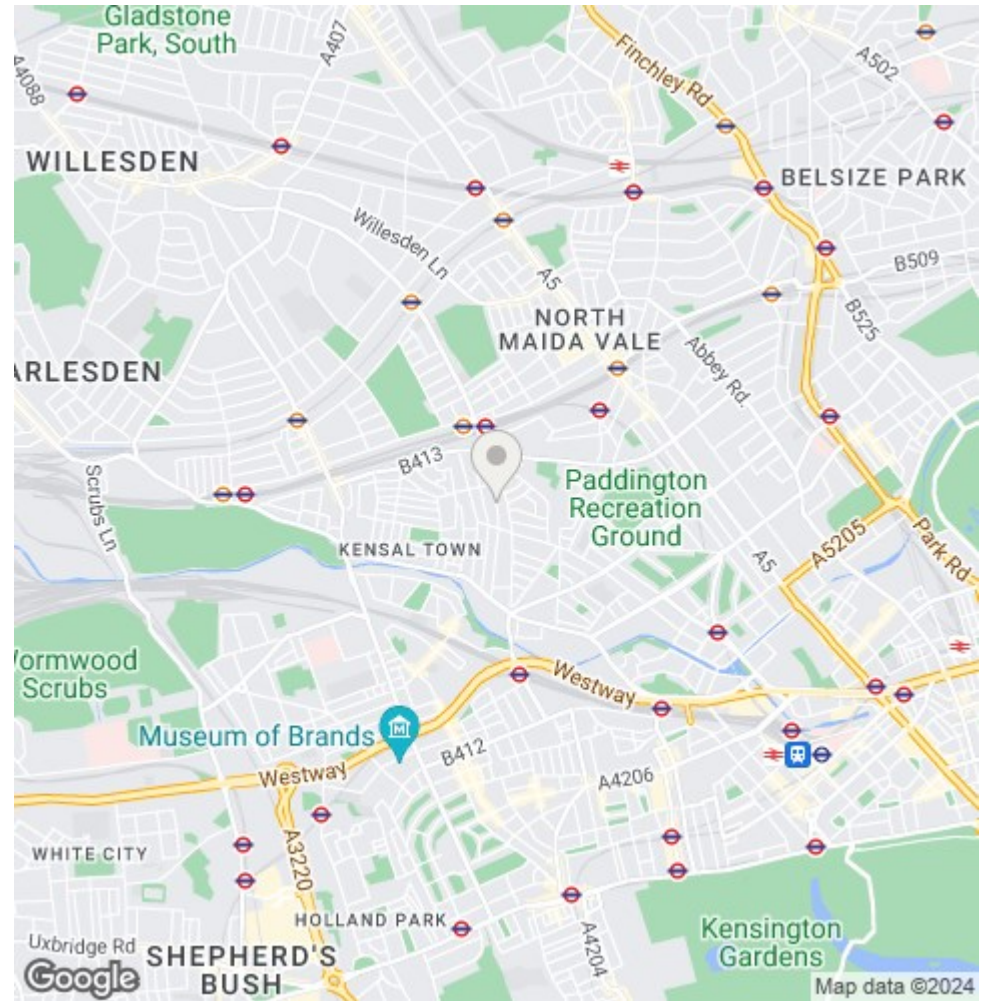 Gladstone
Park, South
A407
A4088
Finchley Rd
A502
WILLESDEN
BELSIZE PARK
Willesden Ln
A5
B509
B525
NORTH
MAIDA VALE
Abbey Rd.
ARLESDEN
B413
Scrubs Ln
Paddington
Recreation
Ground
KENSAL TOWN
A5
A5205
Park Rd
Wormwood
Scrubs
Westway
Museum of Brands
B412
Westway
A4206
A3220
WHITE CITY
HOLLAND PARK
A4204
Kensington
Gardens
Uxbridge Rd
SHEPHERD'S
BUSH
Google
Map data ©2024